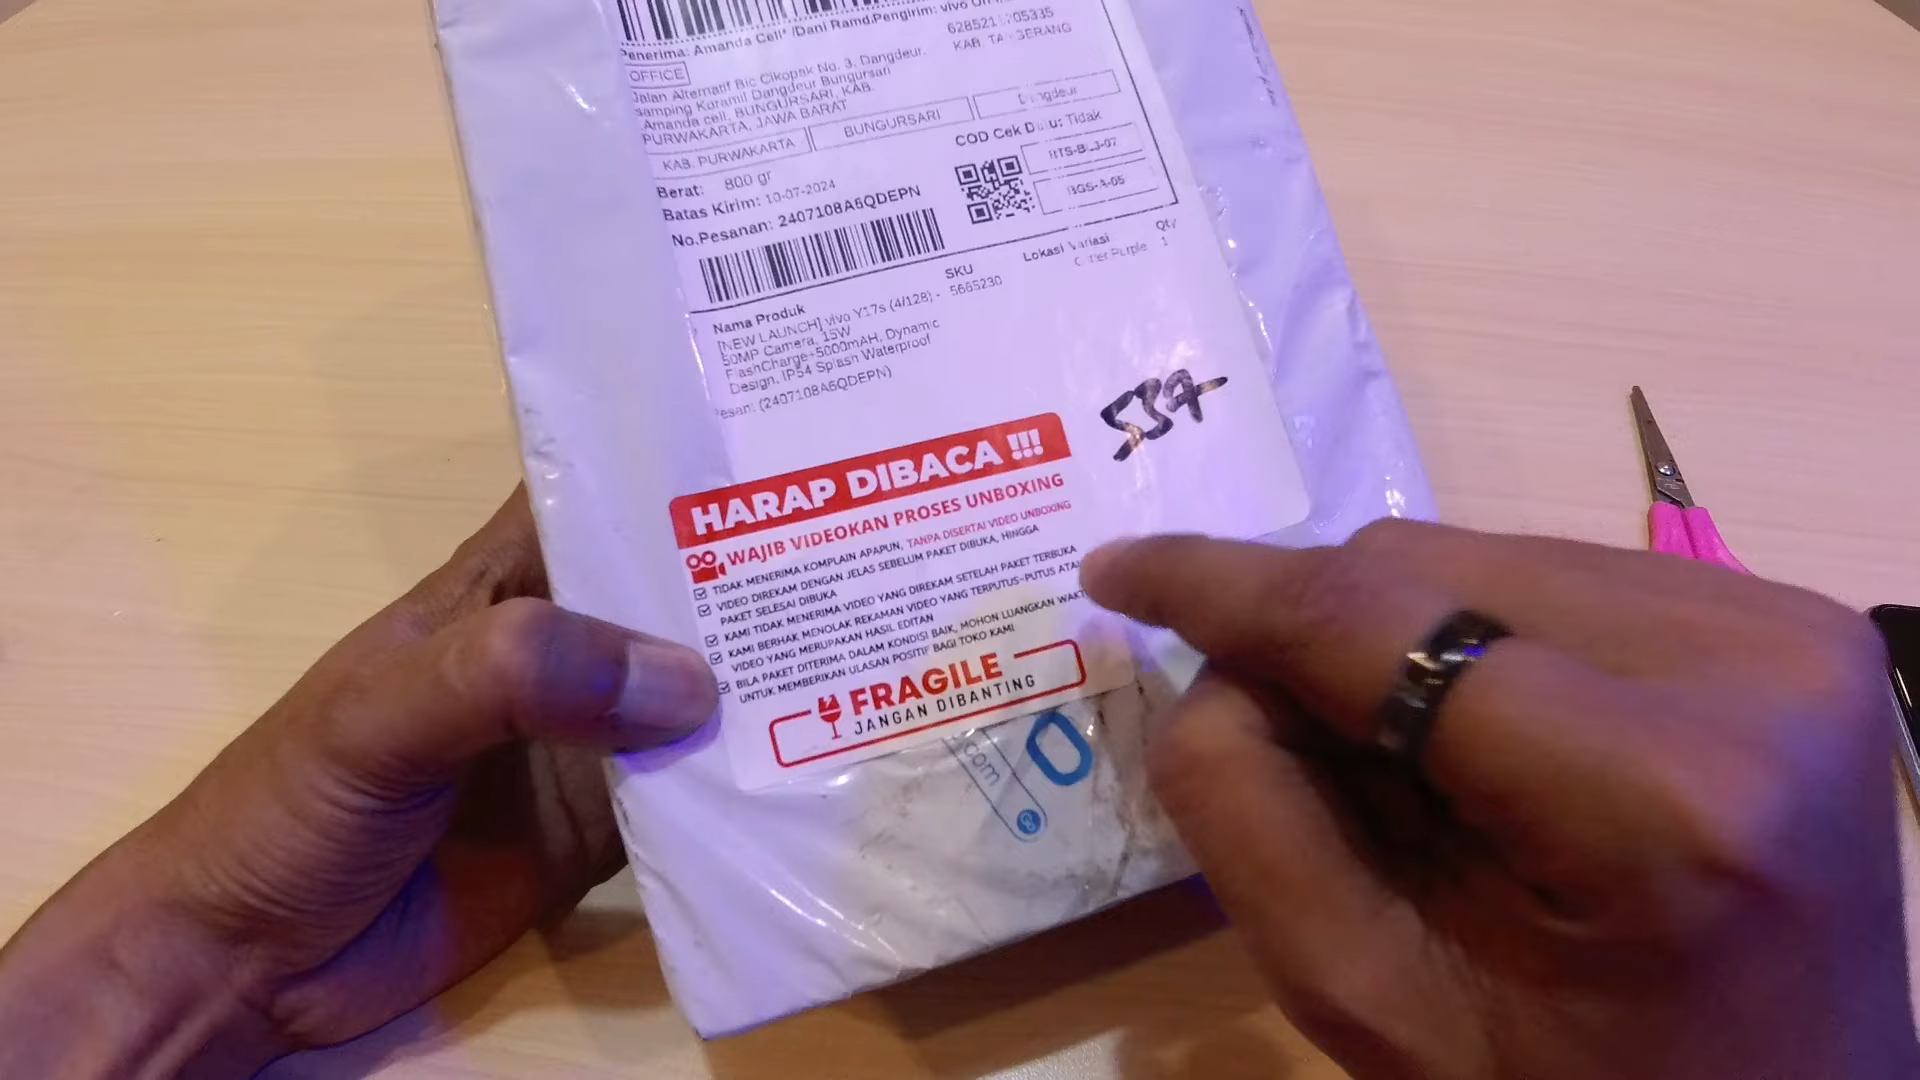 Penerima: Amanda Cell* /Dani Ramd.Pengirim: vivo
OFFICE
Jalan Alternatif Bic Cikopak No. 3, Dangdeur,
samping Koramil Dangdeur Bungursari
.Amanda cell, BUNGURSARI, KAB.
PURWAKARTA, JAWA BARAT
KAB. TA GERANG
KAB. PURWAKARTA
BUNGURSARI
Berat: 800 gr
COD Cek D u: Tidak
Batas Kirim: 10-07-2024
No.Pesanan: 2407108A6QDEPN
BGS-A-05
Nama Produk
SKU
Lokasi Variasi
Qty
[NEW LAUNCH] vivo Y17s (4/128) -
50MP Camera, 15W
FlashCharge+5000mAH, Dynamic
Design, IP54 Splash Waterproof
5665230
Purple
1
Pesan: (2407108A6QDEPN)
534
HARAP DIBACA !!!
WAJIB VIDEOKAN PROSES UNBOXING
TIDAK MENERIMA KOMPLAIN APAPUN, TANPA DISERTAI VIDEO UNBOXING
VIDEO DIREKAM DENGAN JELAS SEBELUM PAKET DIBUKA, HINGGA
PAKET SELESAI DIBUKA
KAMI TIDAK MENERIMA VIDEO YANG DIREKAM SETELAH PAKET TERBUKA
KAMI BERHAK MENOLAK REKAMAN VIDEO YANG TERPUTUS-PUTUS ATAU
VIDEO YANG MERUPAKAN HASIL EDITAN
BILA PAKET DITERIMA DALAM KONDISI BAIK, MOHON LUANGKAN WAKT
UNTUK MEMBERIKAN ULASAN POSITIF BAGI TOKO KAMI
FRAGILE
JANGAN DIBANTING
.com